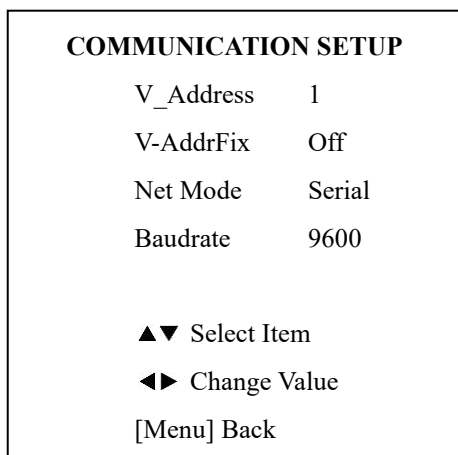 COMMUNICATION SETUP
V_Address 1
V-AddrFix Off
Net Mode Serial
Baudrate 9600
▲▼ Select Item
◀▶ Change Value
[Menu] Back